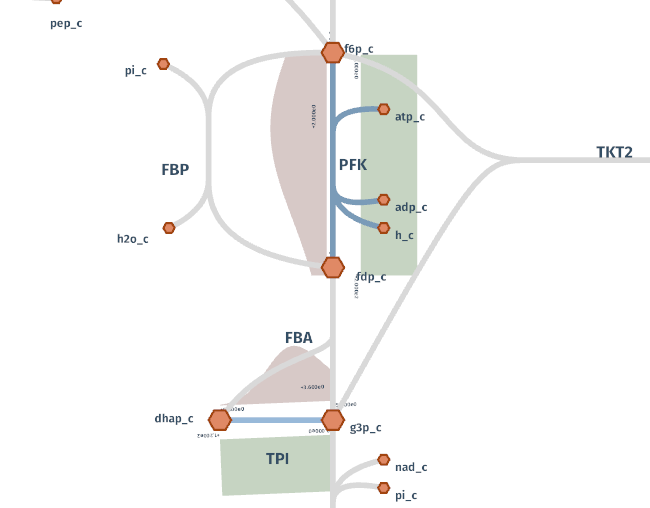 pep_c
f6p_c
pi_c
atp_c
TKT2
PFK
FBP
adp_c
h_c
h2o_c
fdp_c
FBA
dhap_c
g3p_c
TPI
nad_c
pi_c